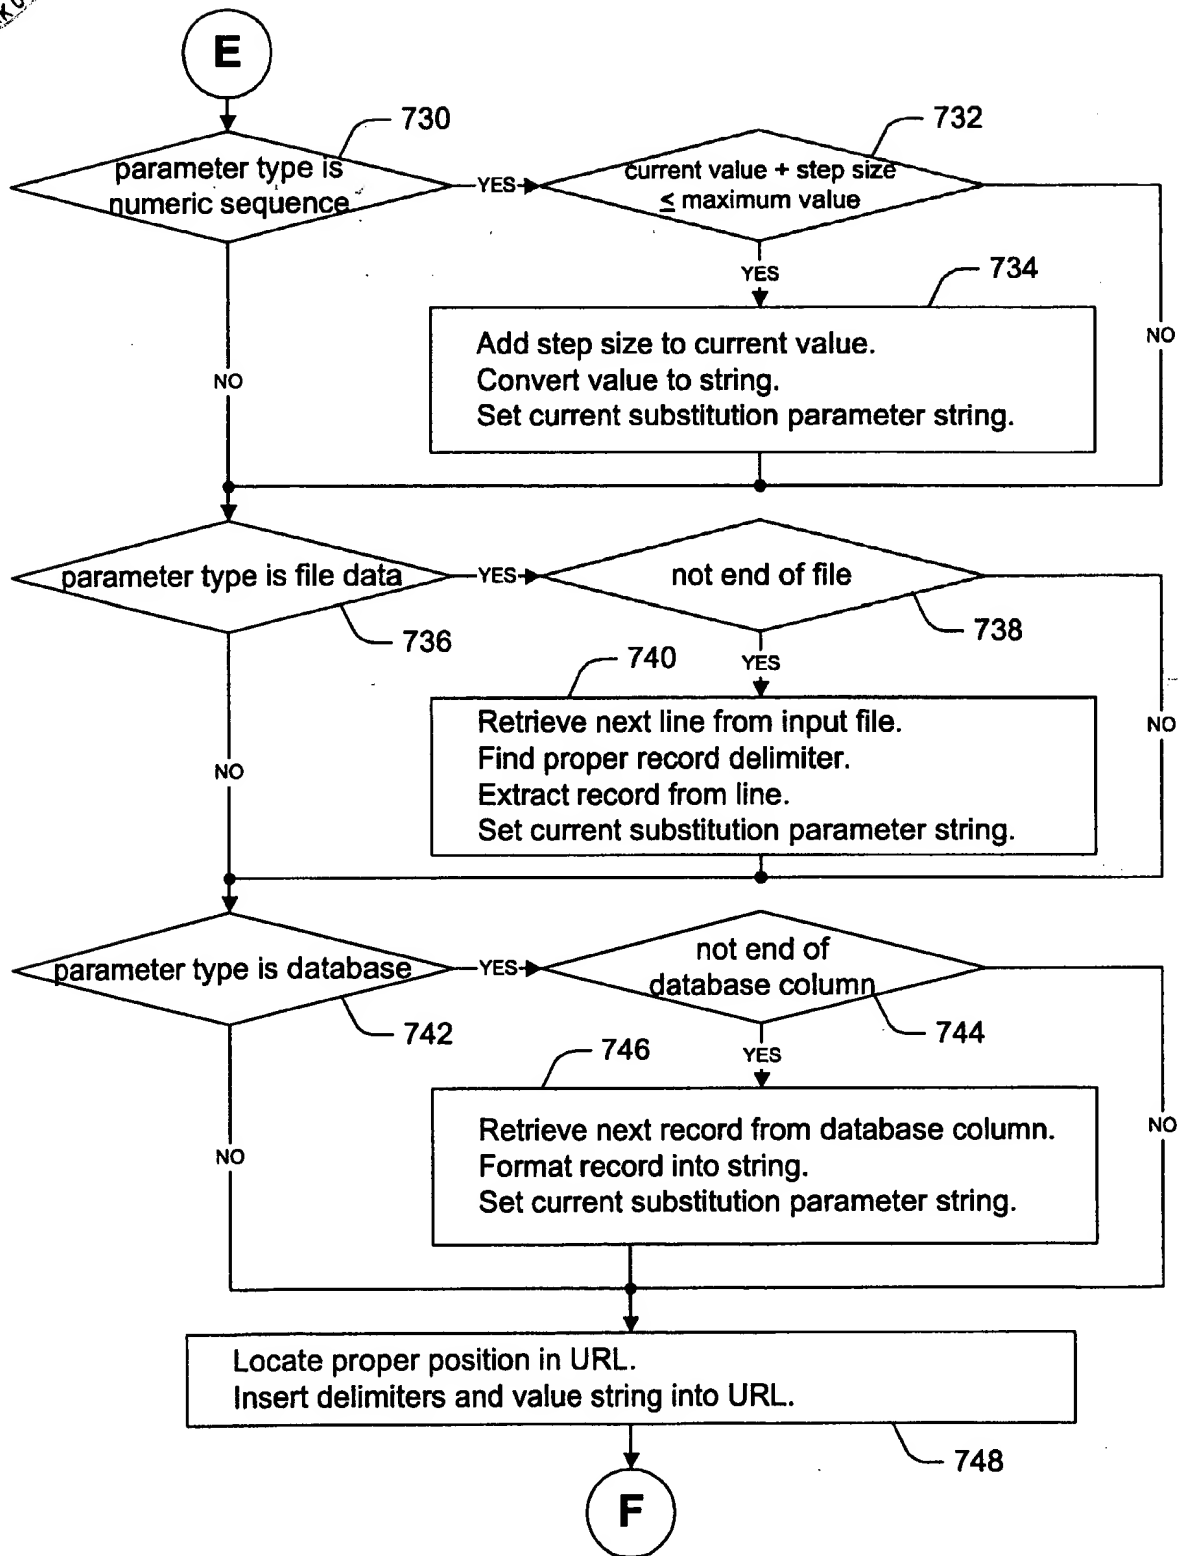 E
730
732
parameter type is
numeric sequence
YES
current value + step size
≤ maximum value
YES
734
Add step size to current value.
Convert value to string.
Set current substitution parameter string.
NO
NO
parameter type is file data
YES
not end of file
736
738
740
YES
Retrieve next line from input file.
Find proper record delimiter.
Extract record from line.
Set current substitution parameter string.
NO
NO
parameter type is database
YES
not end of
database column
742
744
746
YES
Retrieve next record from database column.
Format record into string.
Set current substitution parameter string.
NO
NO
Locate proper position in URL.
Insert delimiters and value string into URL.
748
F